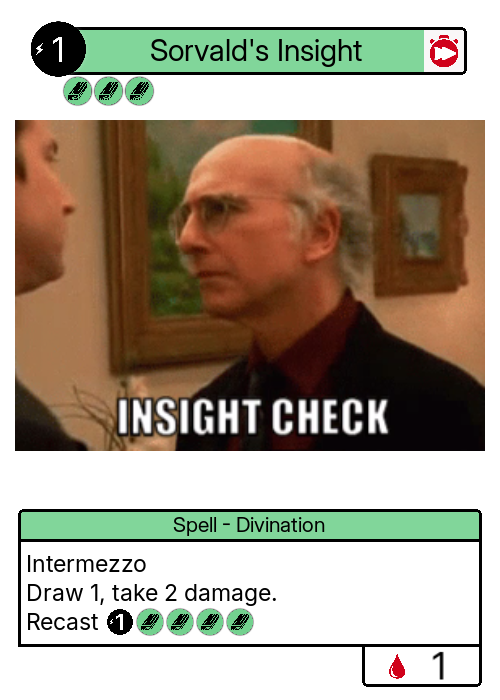 1 Sorvald's Insight
INSIGHT CHECK
Spell - Divination
Intermezzo
Draw 1, take 2 damage.
Recast 1
1